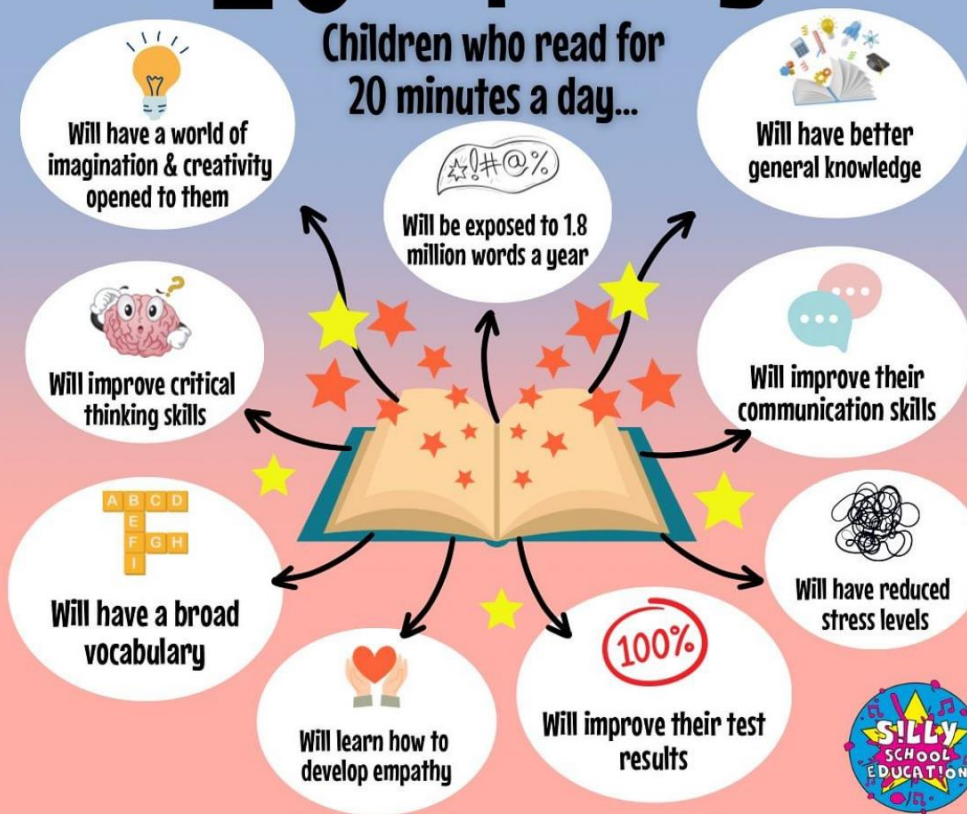 Children who read for
20 minutes a day...
Will have a world of
imagination & creativity
opened to them
*!#@%
Will be exposed to 1.8
million words a year
Will have better
general knowledge
?
Will improve critical
thinking skills
Will improve their
communication skills
A B C D
E
F G H
I
Will have a broad
vocabulary
Will have reduced
stress levels
Will learn how to
develop empathy
100%
Will improve their test
results
S!LLY
SCHOOL
EDUCAT!ON